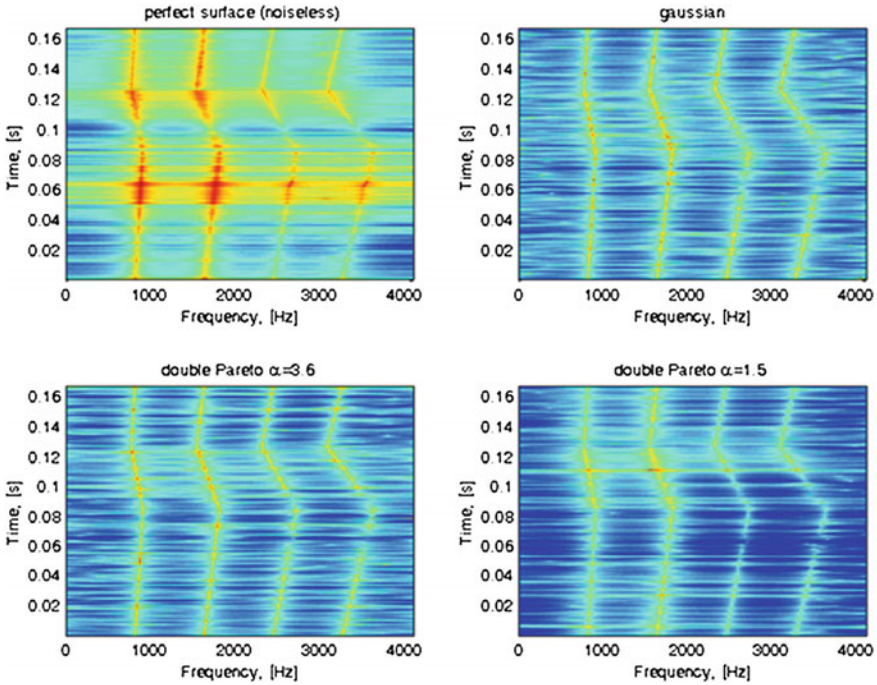 perfect surface (noiseless)
0.16
0.14
0.12
0.1
0.08
0.06
0.04
0.02
Time, [s]
0 1000 2000 3000 4000
Frequency, [Hz]
gaussian
0.16
0.14
0.12
0.1
0.08
0.06
0.04
0.02
Time, [s]
0 1000 2000 3000 4000
Frequency, [Hz]
double Pareto α=3.6
0.16
0.14
0.12
0.1
0.08
0.06
0.04
0.02
Time, [s]
0 1000 2000 3000 4000
Frequency, [Hz]
double Pareto α=1.5
0.16
0.14
0.12
0.1
0.08
0.06
0.04
0.02
Time, [s]
0 1000 2000 3000 4000
Frequency, [Hz]